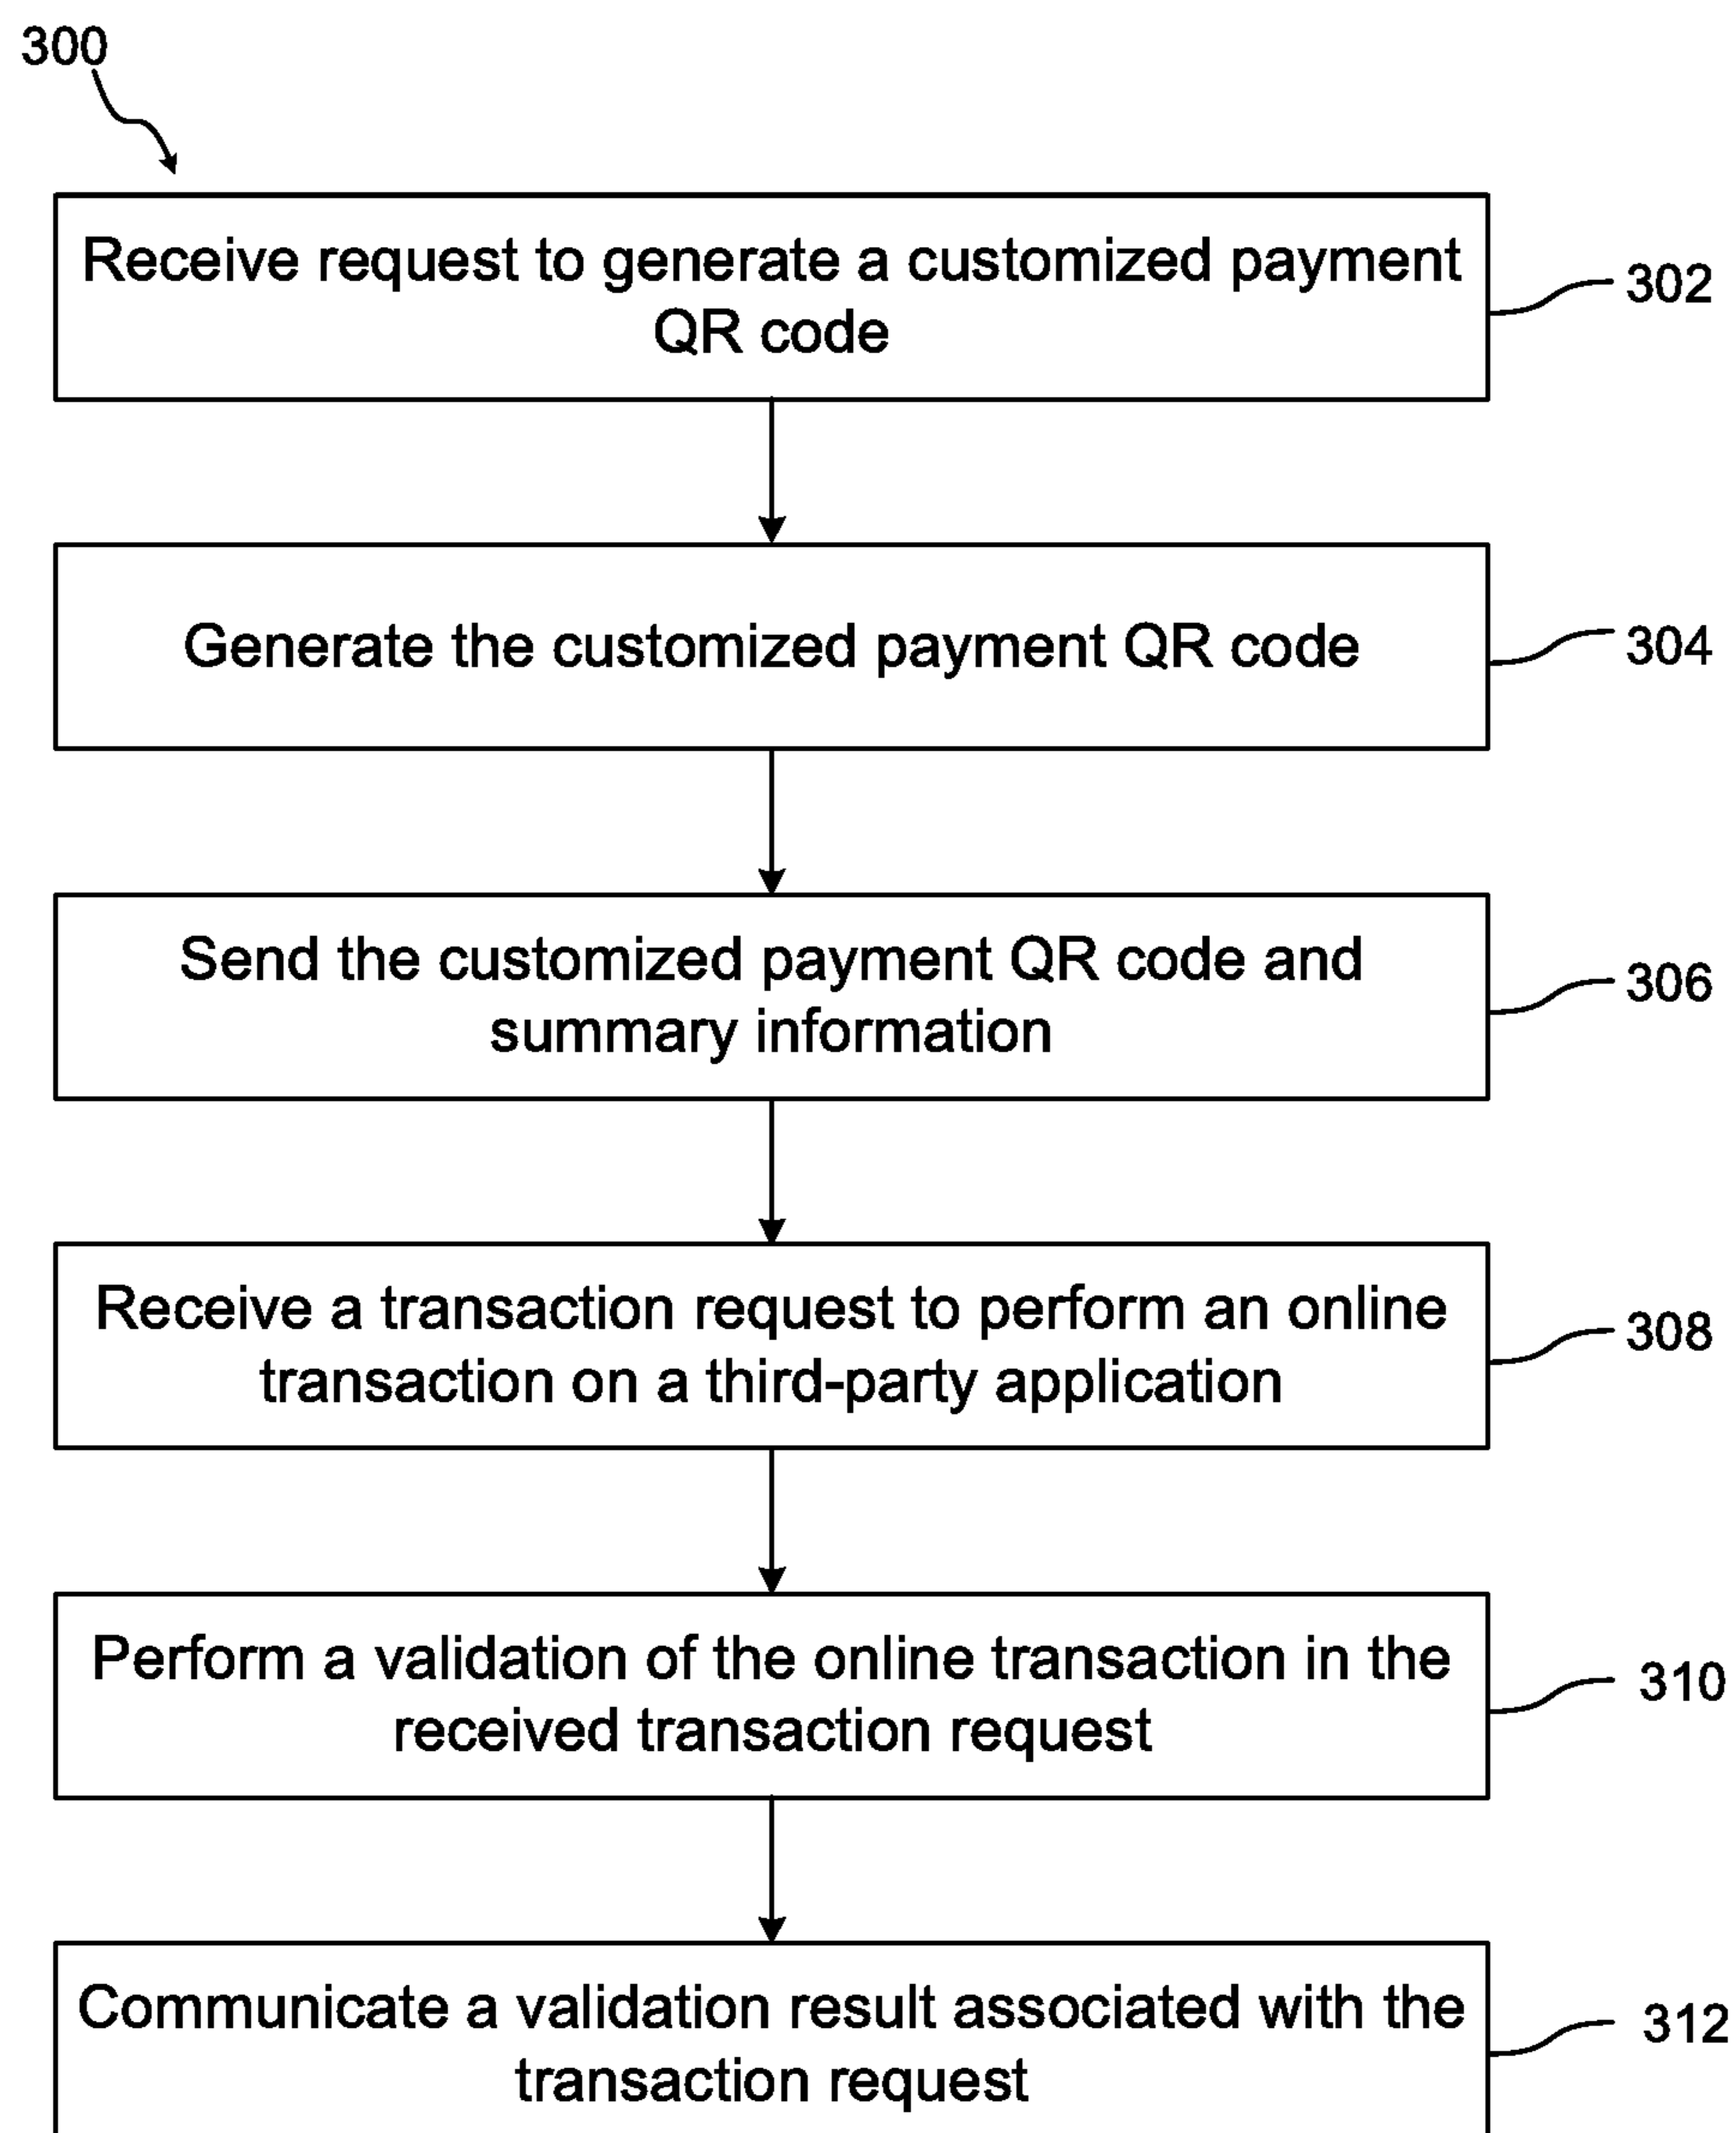 300
Receive request to generate a customized payment
QR code
302
Generate the customized payment QR code
304
Send the customized payment QR code and
summary information
306
Receive a transaction request to perform an online
transaction on a third-party application
308
Perform a validation of the online transaction in the
received transaction request
310
Communicate a validation result associated with the
transaction request
312